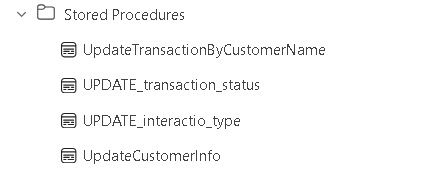 Stored Procedures
UpdateTransactionByCustomerName
UPDATE_transaction_status
UPDATE_interactio_type
UpdateCustomerInfo